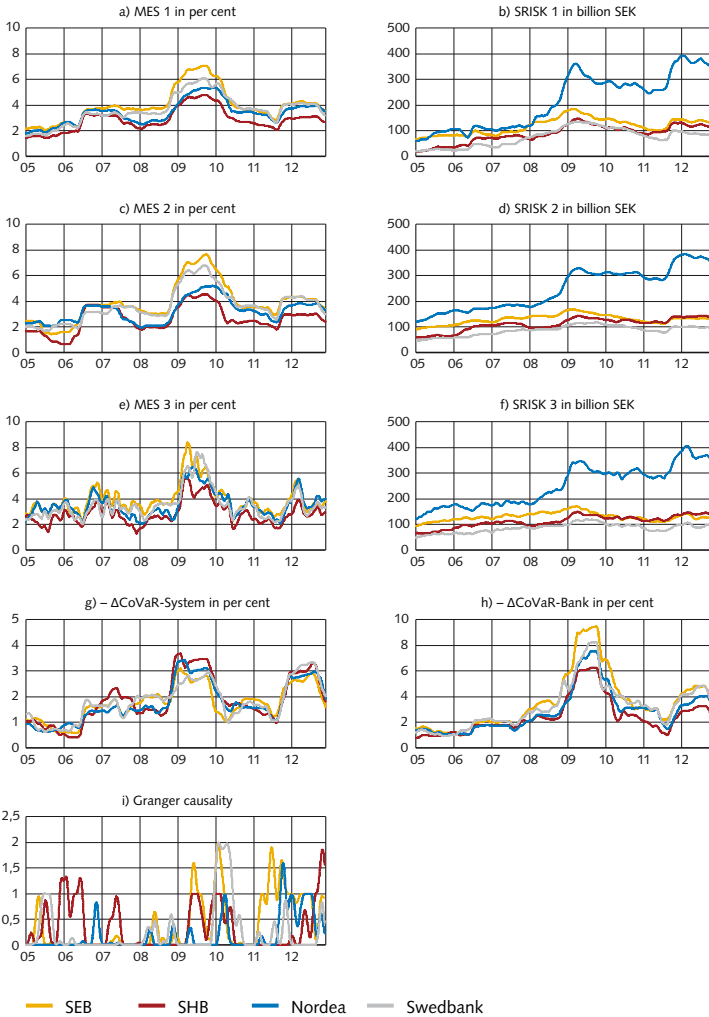 a) MES 1 in per cent
10
8
6
4
2
0
05 06 07 08 09 10 11 12
b) SRISK 1 in billion SEK
500
400
300
200
100
0
05 06 07 08 09 10 11 12
c) MES 2 in per cent
10
8
6
4
2
0
05 06 07 08 09 10 11 12
d) SRISK 2 in billion SEK
500
400
300
200
100
0
05 06 07 08 09 10 11 12
e) MES 3 in per cent
10
8
6
4
2
0
05 06 07 08 09 10 11 12
f) SRISK 3 in billion SEK
500
400
300
200
100
0
05 06 07 08 09 10 11 12
g) – ΔCoVaR-System in per cent
5
4
3
2
1
0
05 06 07 08 09 10 11 12
h) – ΔCoVaR-Bank in per cent
10
8
6
4
2
0
05 06 07 08 09 10 11 12
i) Granger causality
2,5
2
1,5
1
0,5
0
05 06 07 08 09 10 11 12
SEB SHB Nordea Swedbank